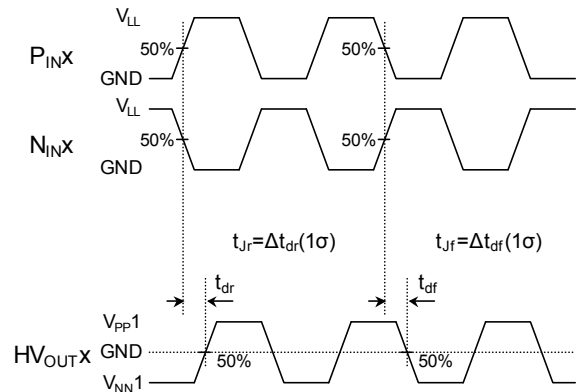 V_LL
P_INx 50% 50%
GND
V_LL
N_INx 50% 50%
GND
t_Jr=Δt_dr(1σ) t_Jf=Δt_df(1σ)
t_dr t_df
V_PP1
HV_OUTx GND 50% 50%
V_NN1